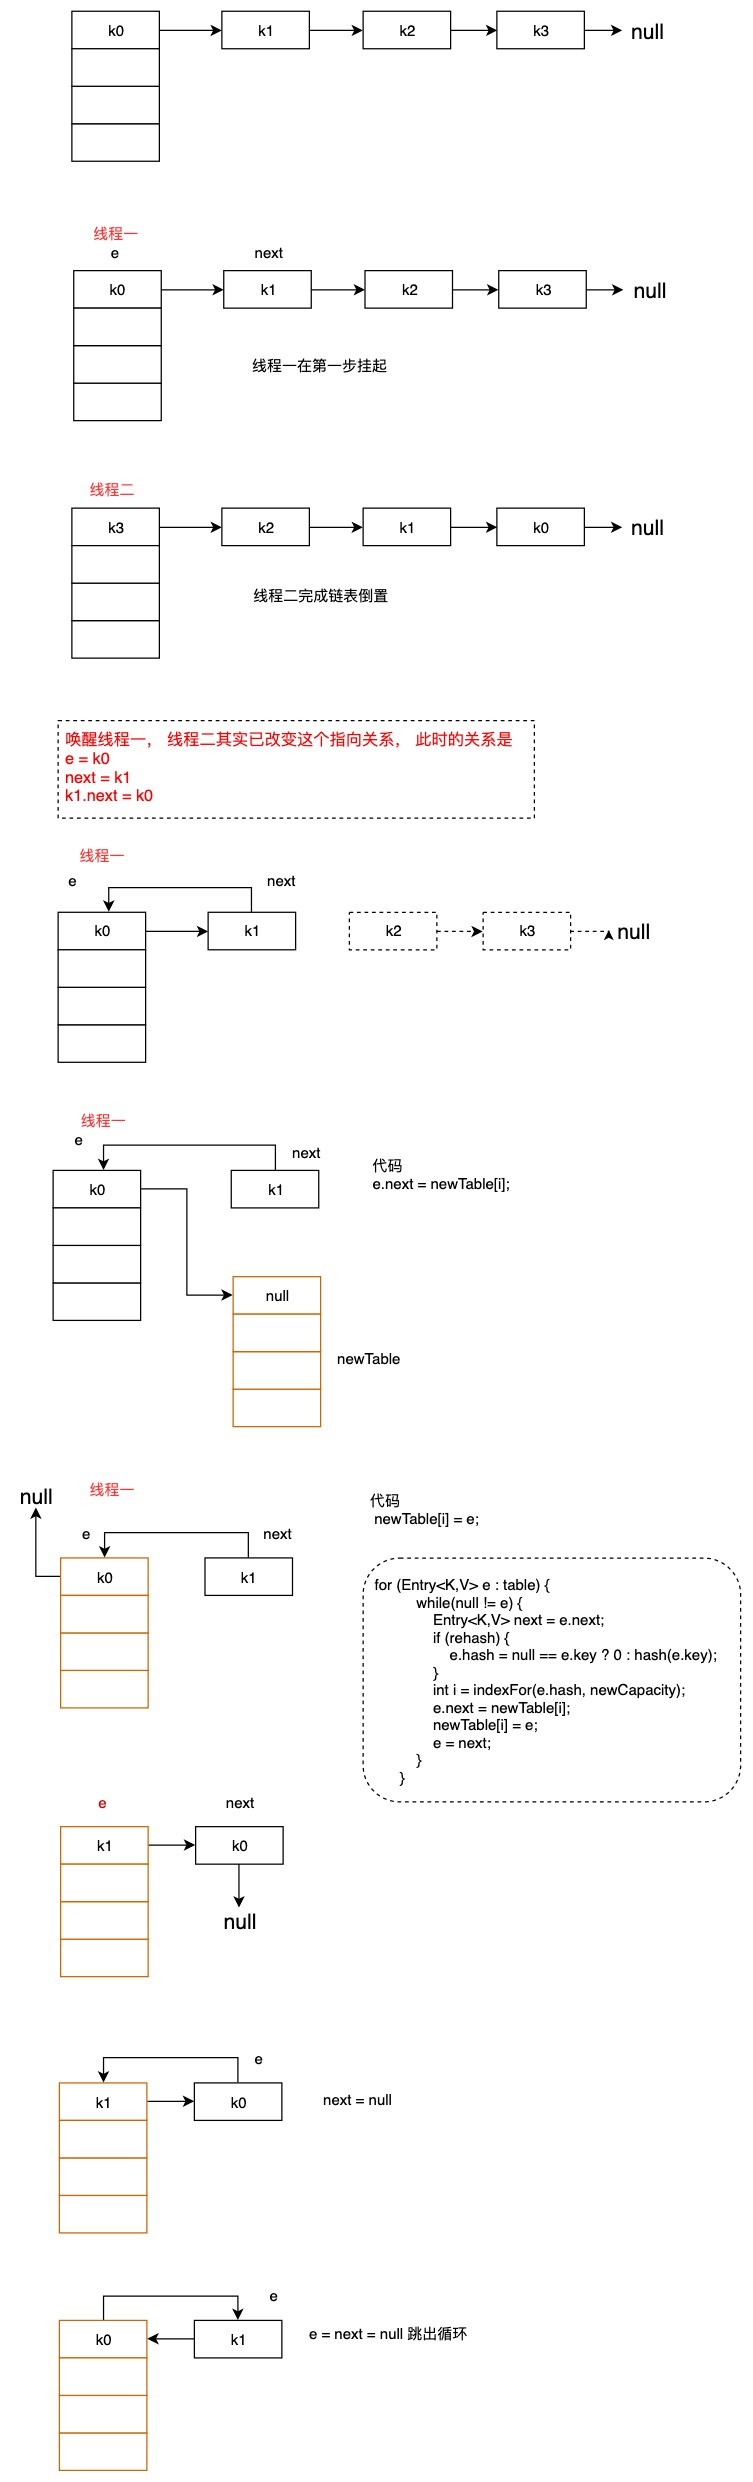 k0
k1
k2
k3
null
线程一
e
next
k0
k1
k2
k3
null
线程一在第一步挂起
线程二
k3
k2
k1
k0
null
线程二完成链表倒置
唤醒线程一， 线程二其实已改变这个指向关系， 此时的关系是
e = k0
next = k1
k1.next = k0
线程一
e
next
k0
k1
k2
k3
null
线程一
e
next
k0
k1
代码
e.next = newTable[i];
null
newTable
线程一
null
e
next
k0
k1
代码
newTable[i] = e;
for (Entry<K,V> e : table) {
while(null != e) {
Entry<K,V> next = e.next;
if (rehash) {
e.hash = null == e.key ? 0 : hash(e.key);
}
int i = indexFor(e.hash, newCapacity);
e.next = newTable[i];
newTable[i] = e;
e = next;
}
}
e
next
k1
k0
null
e
k1
k0
next = null
e
k0
k1
e = next = null 跳出循环